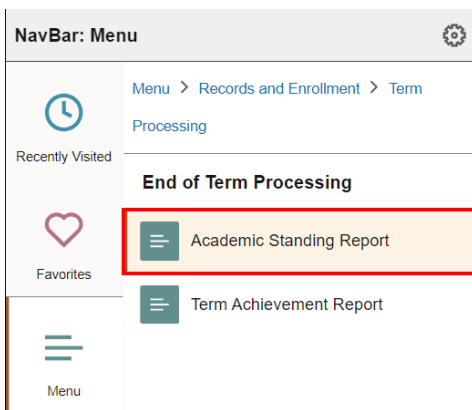 NavBar: Menu
Menu > Records and Enrollment > Term
Processing
Recently Visited
End of Term Processing
Academic Standing Report
Favorites
Term Achievement Report
Menu